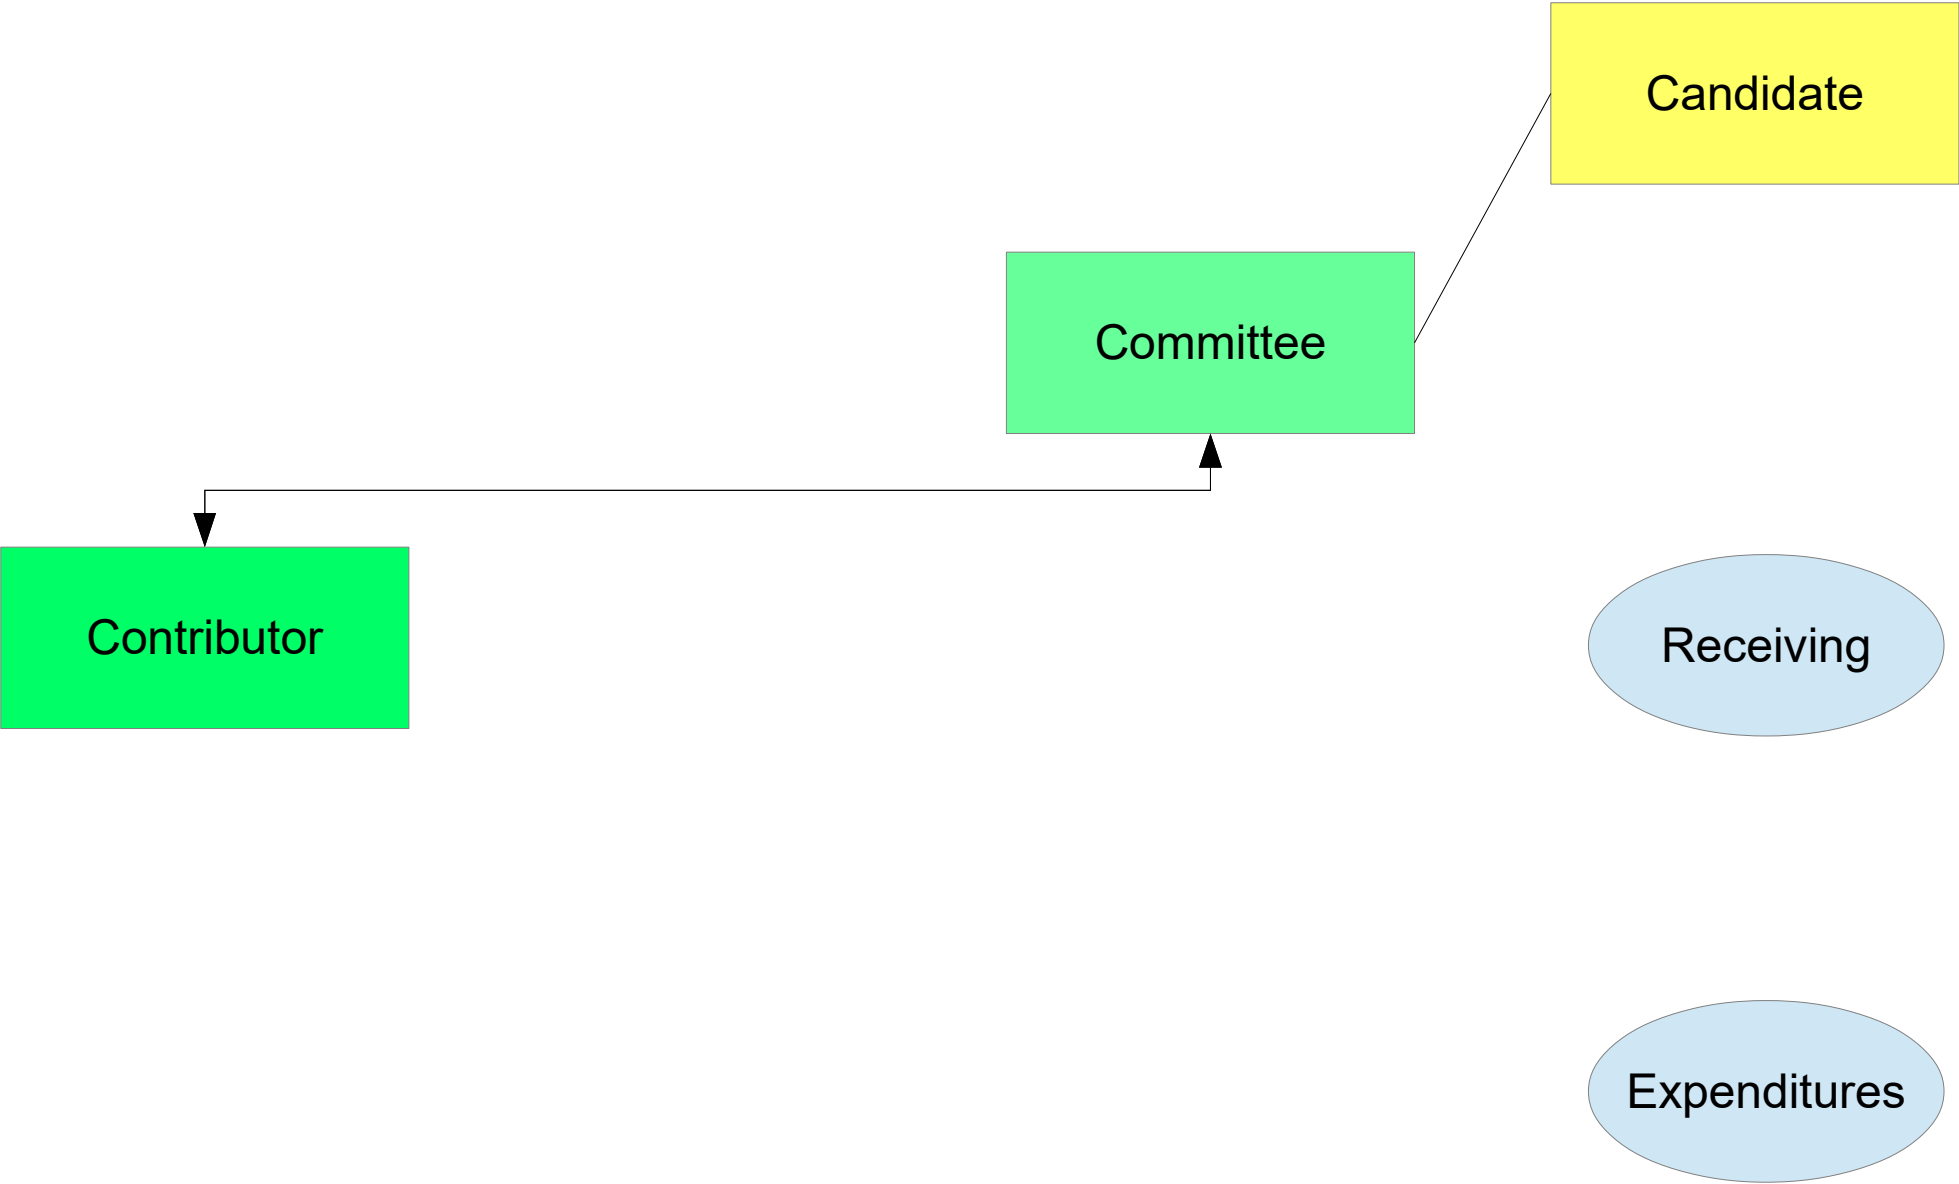 Candidate
Committee
Contributor
Receiving
Expenditures